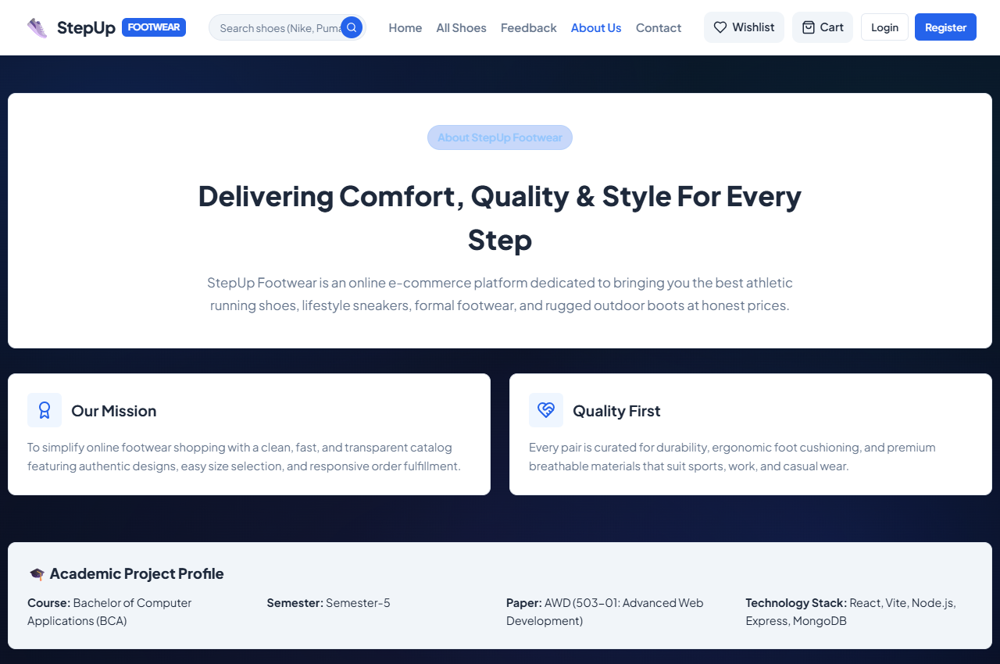 StepUp FOOTWEAR
Search shoes (Nike, Puma
Home All Shoes Feedback About Us Contact
Wishlist Cart Login Register
About StepUp Footwear
Delivering Comfort, Quality & Style For Every
Step
StepUp Footwear is an online e-commerce platform dedicated to bringing you the best athletic
running shoes, lifestyle sneakers, formal footwear, and rugged outdoor boots at honest prices.
Our Mission
To simplify online footwear shopping with a clean, fast, and transparent catalog
featuring authentic designs, easy size selection, and responsive order fulfillment.
Quality First
Every pair is curated for durability, ergonomic foot cushioning, and premium
breathable materials that suit sports, work, and casual wear.
Academic Project Profile
Course: Bachelor of Computer
Applications (BCA)
Semester: Semester-5
Paper: AWD (503-01: Advanced Web
Development)
Technology Stack: React, Vite, Node.js,
Express, MongoDB